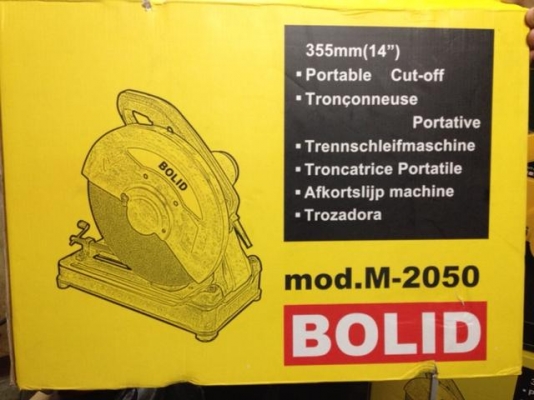 355mm(14")
▪ Portable Cut-off
▪ Tronçonneuse
Portative
▪ Trennschleifmaschine
▪ Troncatrice Portatile
▪ Afkortslijp machine
▪ Trozadora
BOLID
mod.M-2050
BOLID